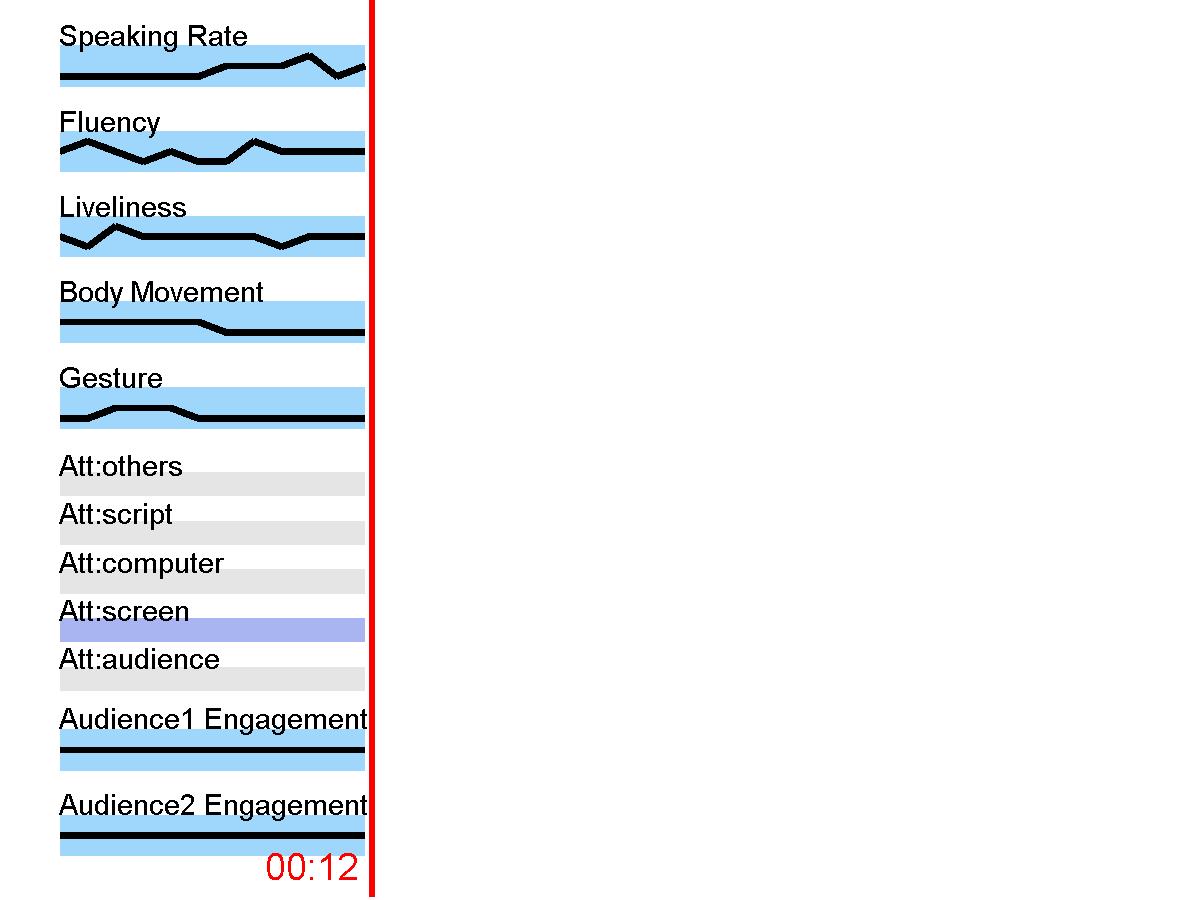 Speaking Rate
Fluency
Liveliness
Body Movement
Gesture
Att:others
Att:script
Att:computer
Att:screen
Att:audience
Audience1 Engagement
Audience2 Engagement
00:12